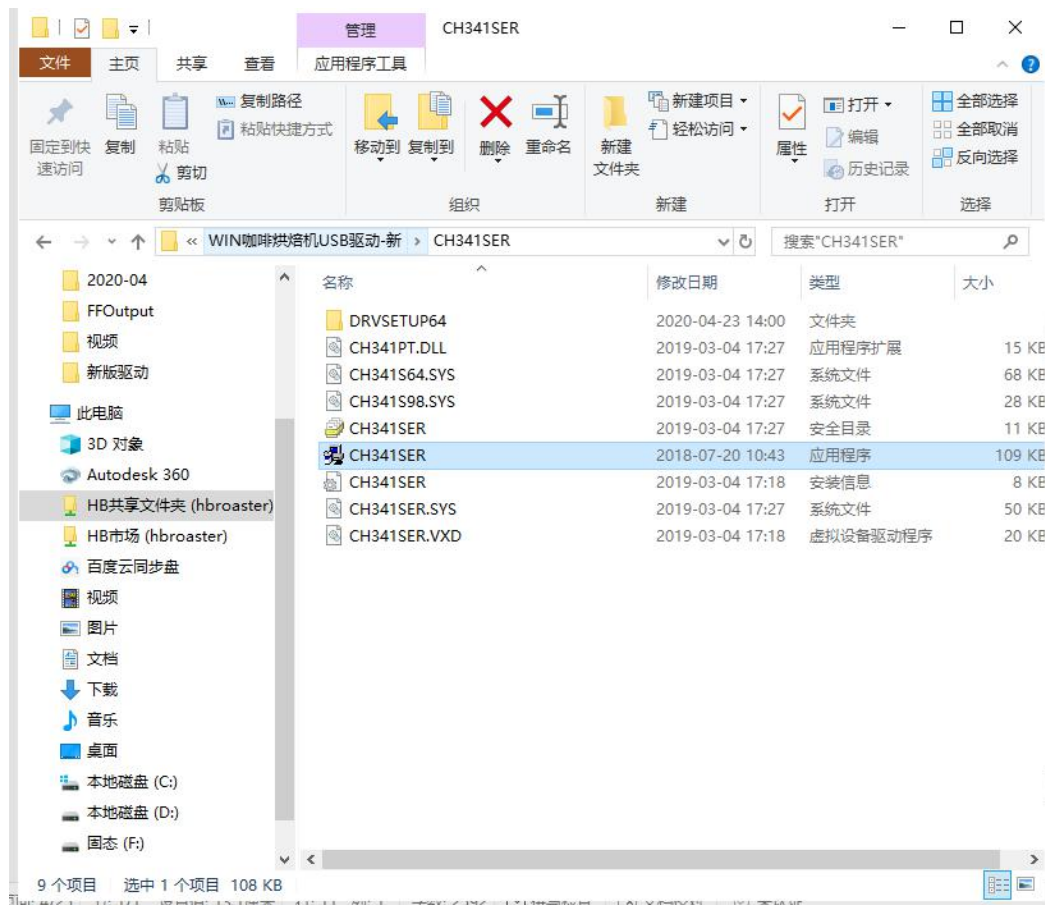 管理 CH341SER
文件 主页 共享 查看 应用程序工具
固定到快速访问
复制
粘贴
复制路径
粘贴快捷方式
剪切
剪贴板
移动到 复制到 删除 重命名
组织
新建文件夹
新建项目
轻松访问
新建
属性
打开
编辑
历史记录
打开
全部选择
全部取消
反向选择
选择
« WIN咖啡烘焙机USB驱动-新 › CH341SER
搜索"CH341SER"
2020-04
FFOutput
视频
新版驱动
此电脑
3D 对象
Autodesk 360
HB共享文件夹 (hbroaster)
HB市场 (hbroaster)
百度云同步盘
视频
图片
文档
下载
音乐
桌面
本地磁盘 (C:)
本地磁盘 (D:)
固态 (F:)
名称 修改日期 类型 大小
DRVSETUP64 2020-04-23 14:00 文件夹
CH341PT.DLL 2019-03-04 17:27 应用程序扩展 15 KB
CH341S64.SYS 2019-03-04 17:27 系统文件 68 KB
CH341S98.SYS 2019-03-04 17:27 系统文件 28 KB
CH341SER 2019-03-04 17:27 安全目录 11 KB
CH341SER 2018-07-20 10:43 应用程序 109 KB
CH341SER 2019-03-04 17:18 安装信息 8 KB
CH341SER.SYS 2019-03-04 17:27 系统文件 50 KB
CH341SER.VXD 2019-03-04 17:18 虚拟设备驱动程序 20 KB
9 个项目 选中 1 个项目 108 KB